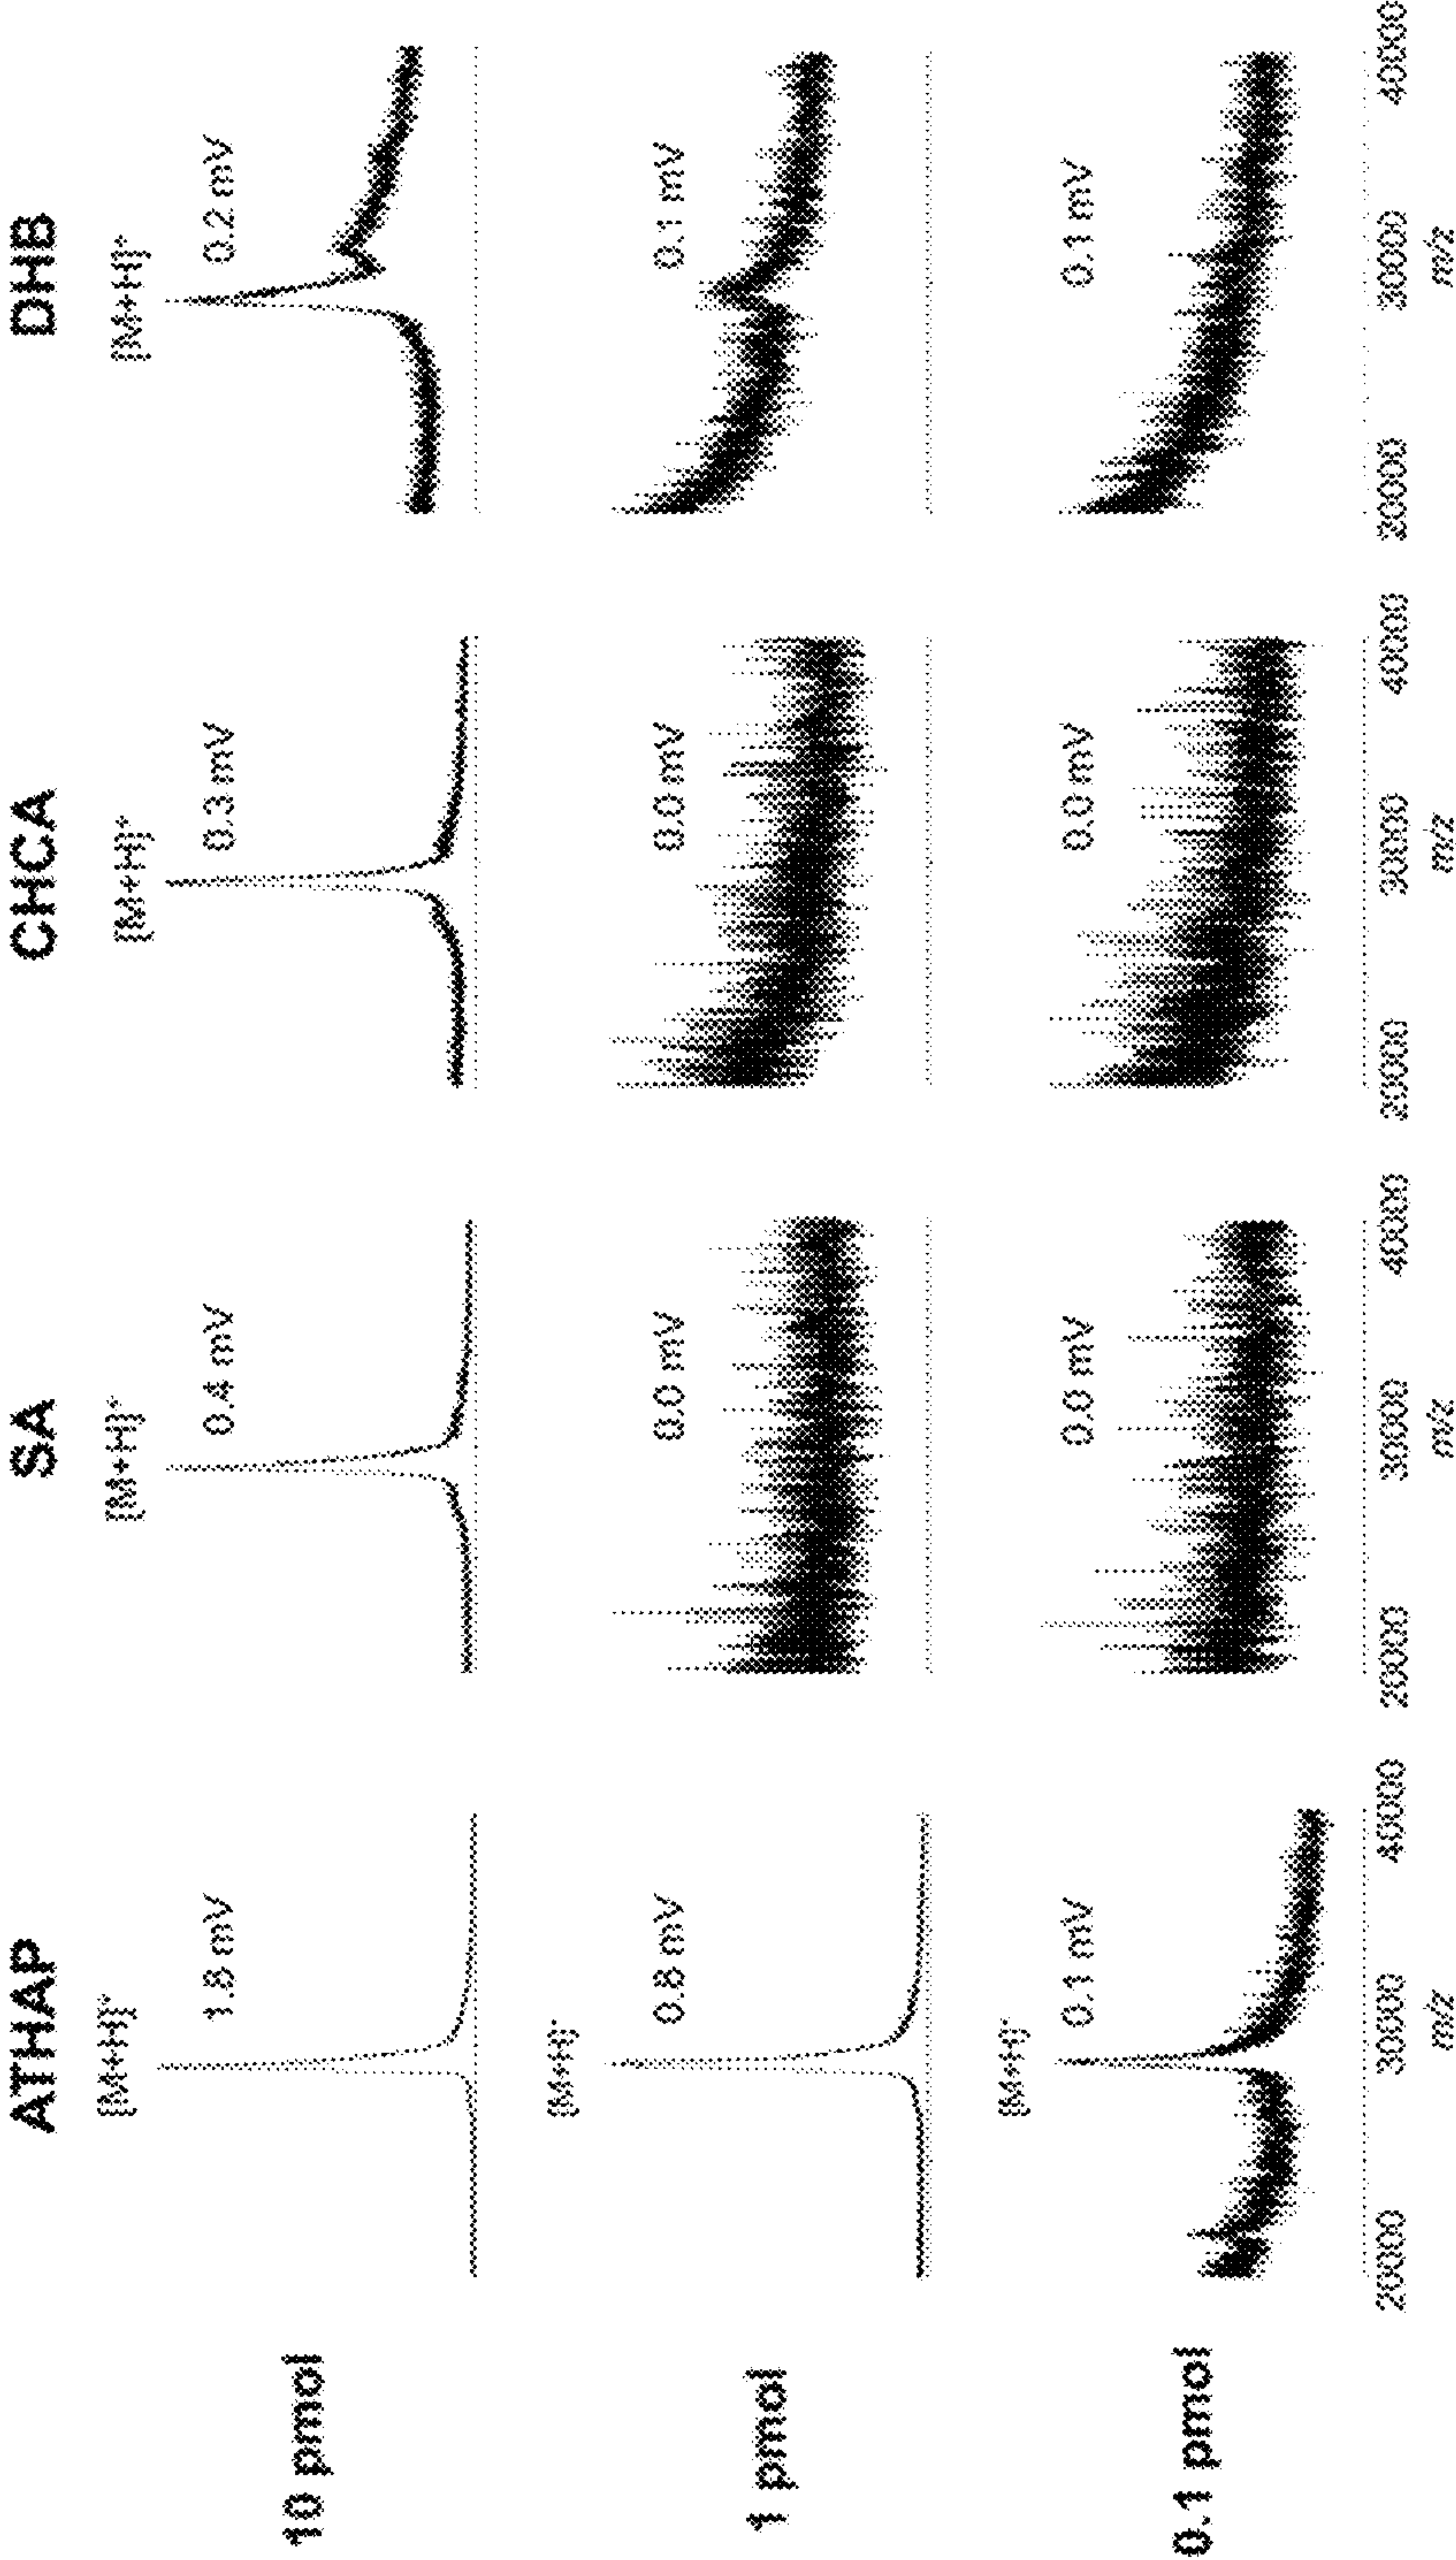 ATHAP SA CHCA DHB
[M+H]⁺ [M+H]⁺ [M+H]⁺ [M+H]⁺
10 pmol 1.8 mV 0.4 mV 0.3 mV 0.2 mV
[M+H]⁺
1 pmol 0.8 mV 0.0 mV 0.0 mV 0.1 mV
[M+H]⁺
0.1 pmol 0.1 mV 0.0 mV 0.0 mV 0.1 mV
20000 30000 40000 20000 30000 40000 20000 30000 40000 20000 30000 40000
m/z m/z m/z m/z